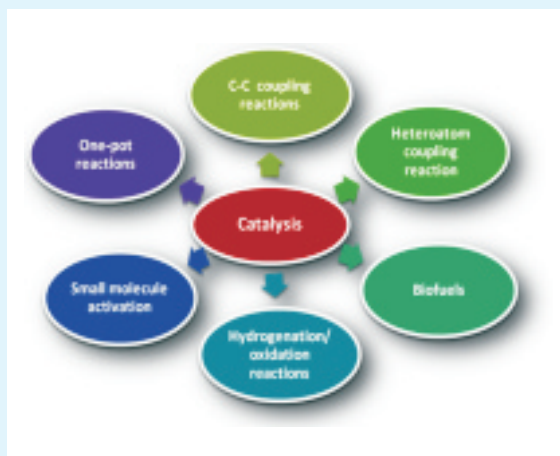 C-C coupling
reactions
Heteroatom
coupling
reaction
Biofuels
Hydrogenation/
oxidation
reactions
Small molecule
activation
One-pot
reactions
Catalysis